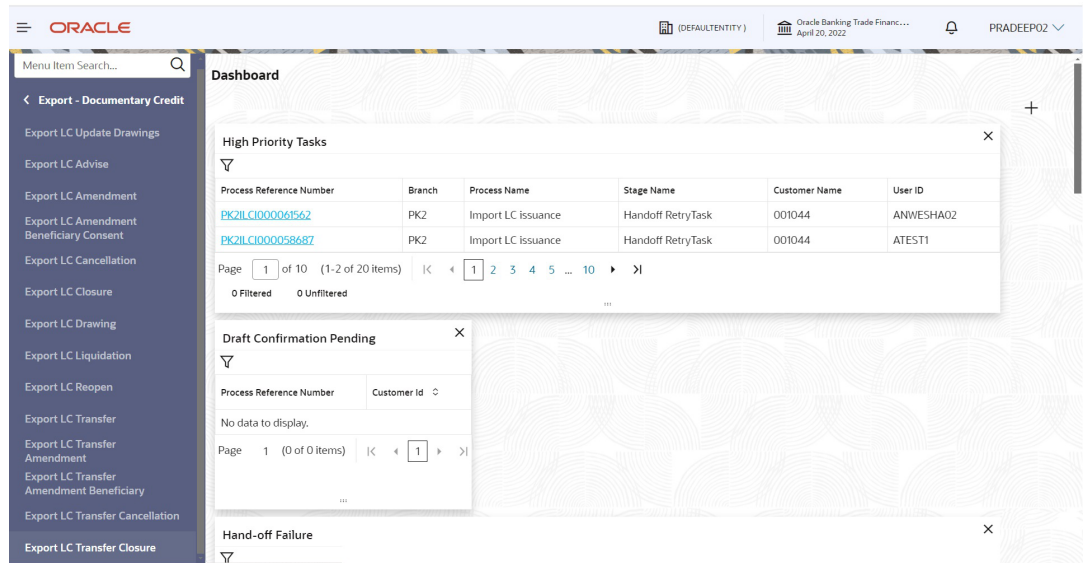 ORACLE
(DEFAULTENTITY)
Oracle Banking Trade Financ...
April 20, 2022
PRADEEP02
Menu Item Search...
Export - Documentary Credit
Export LC Update Drawings
Export LC Advise
Export LC Amendment
Export LC Amendment
Beneficiary Consent
Export LC Cancellation
Export LC Closure
Export LC Drawing
Export LC Liquidation
Export LC Reopen
Export LC Transfer
Export LC Transfer
Amendment
Export LC Transfer
Amendment Beneficiary
Export LC Transfer Cancellation
Export LC Transfer Closure
Dashboard
High Priority Tasks
Process Reference Number Branch Process Name Stage Name Customer Name User ID
PK2ILCI000061562 PK2 Import LC issuance Handoff RetryTask 001044 ANWESHA02
PK2ILCI000058687 PK2 Import LC issuance Handoff RetryTask 001044 ATEST1
Page 1 of 10 (1-2 of 20 items) 1 2 3 4 5 ... 10
0 Filtered 0 Unfiltered
Draft Confirmation Pending
Process Reference Number Customer Id
No data to display.
Page 1 (0 of 0 items) 1
Hand-off Failure